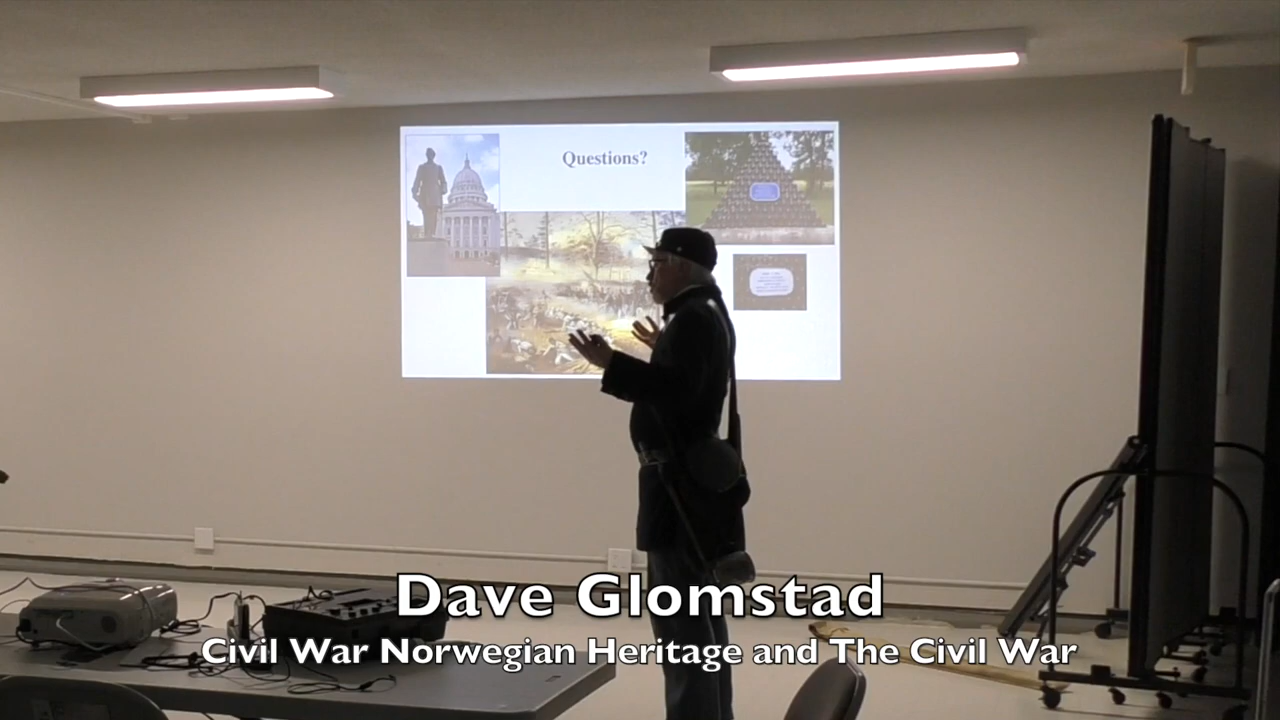 Questions?
Dave Glomstad
Civil War Norwegian Heritage and The Civil War